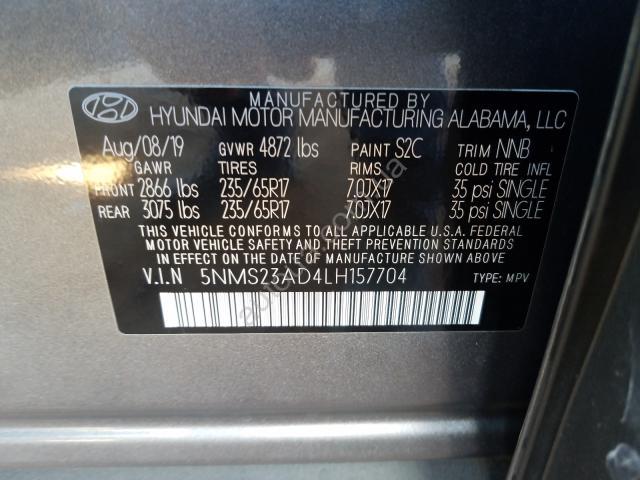 MANUFACTURED BY
HYUNDAI MOTOR MANUFACTURING ALABAMA, LLC
Aug/08/19 GVWR 4872 lbs PAINT S2C TRIM NNB
GAWR TIRES RIMS COLD TIRE INFL
FRONT 2866 lbs 235/65R17 7.0JX17 35 psi SINGLE
REAR 3075 lbs 235/65R17 7.0JX17 35 psi SINGLE
THIS VEHICLE CONFORMS TO ALL APPLICABLE U.S.A. FEDERAL
MOTOR VEHICLE SAFETY AND THEFT PREVENTION STANDARDS
IN EFFECT ON THE DATE OF MANUFACTURE SHOWN ABOVE.
V.I.N 5NMS23AD4LH157704 TYPE: MPV